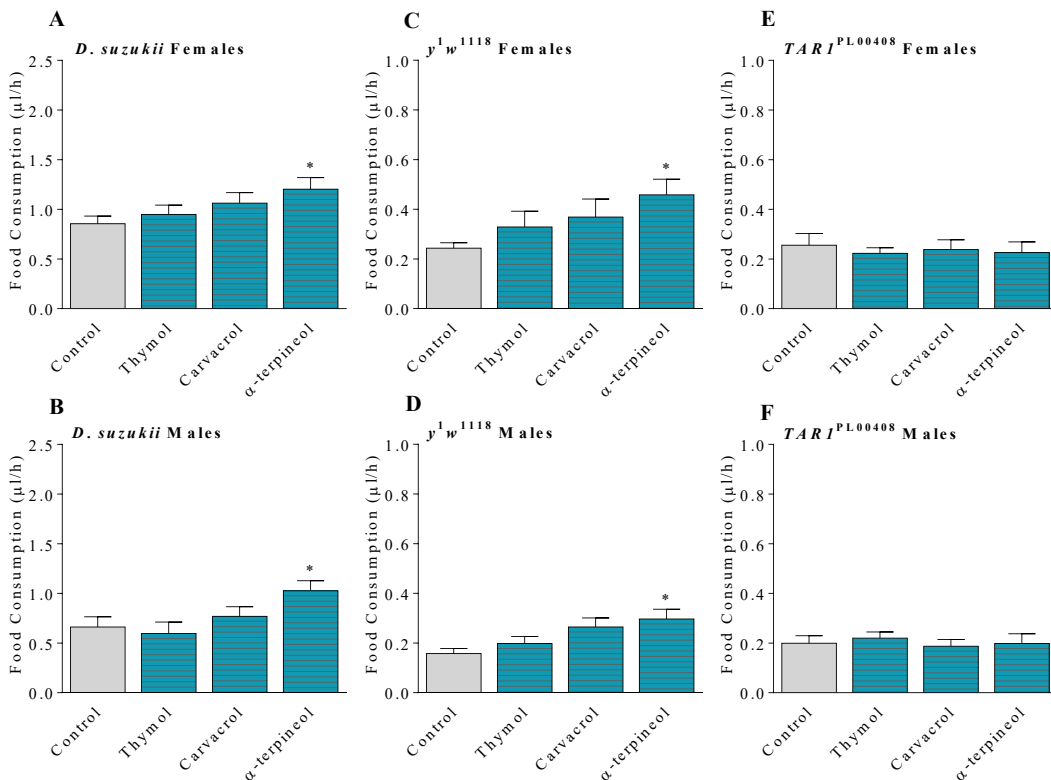 A
D. suzukii Females
Food Consumption (µl/h)
2.5
2.0
1.5
1.0
0.5
0.0
*
Control
Thymol
Carvacrol
α-terpineol
C
y¹w¹¹¹⁸ Females
Food Consumption (µl/h)
1.0
0.8
0.6
0.4
0.2
0.0
*
Control
Thymol
Carvacrol
α-terpineol
E
TAR1ᴾᴸ⁰⁰⁴⁰⁸ Females
Food Consumption (µl/h)
1.0
0.8
0.6
0.4
0.2
0.0
Control
Thymol
Carvacrol
α-terpineol
B
D. suzukii Males
Food Consumption (µl/h)
2.5
2.0
1.5
1.0
0.5
0.0
*
Control
Thymol
Carvacrol
α-terpineol
D
y¹w¹¹¹⁸ Males
Food Consumption (µl/h)
1.0
0.8
0.6
0.4
0.2
0.0
*
Control
Thymol
Carvacrol
α-terpineol
F
TAR1ᴾᴸ⁰⁰⁴⁰⁸ Males
Food Consumption (µl/h)
1.0
0.8
0.6
0.4
0.2
0.0
Control
Thymol
Carvacrol
α-terpineol